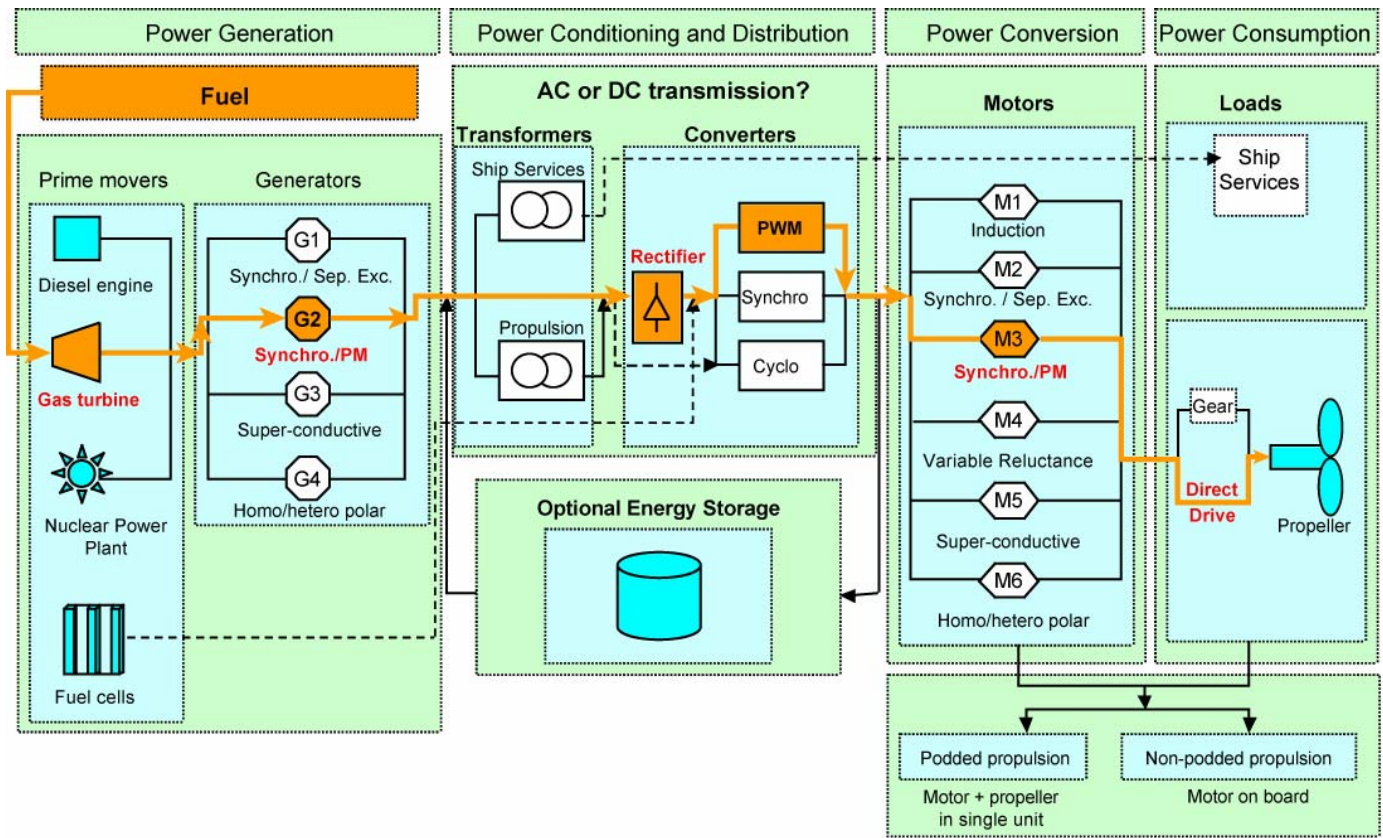 Power Generation
Power Conditioning and Distribution
Power Conversion
Power Consumption
Fuel
Prime movers
Diesel engine
Gas turbine
Nuclear Power
Plant
Fuel cells
Generators
G1
Synchro./ Sep. Exc.
G2
Synchro./PM
G3
Super-conductive
G4
Homo/hetero polar
AC or DC transmission?
Transformers
Ship Services
Propulsion
Converters
Rectifier
PWM
Synchro
Cyclo
Optional Energy Storage
Motors
M1
Induction
M2
Synchro. / Sep. Exc.
M3
Synchro./PM
M4
Variable Reluctance
M5
Super-conductive
M6
Homo/hetero polar
Loads
Ship
Services
Gear
Direct
Drive
Propeller
Podded propulsion
Motor + propeller
in single unit
Non-podded propulsion
Motor on board